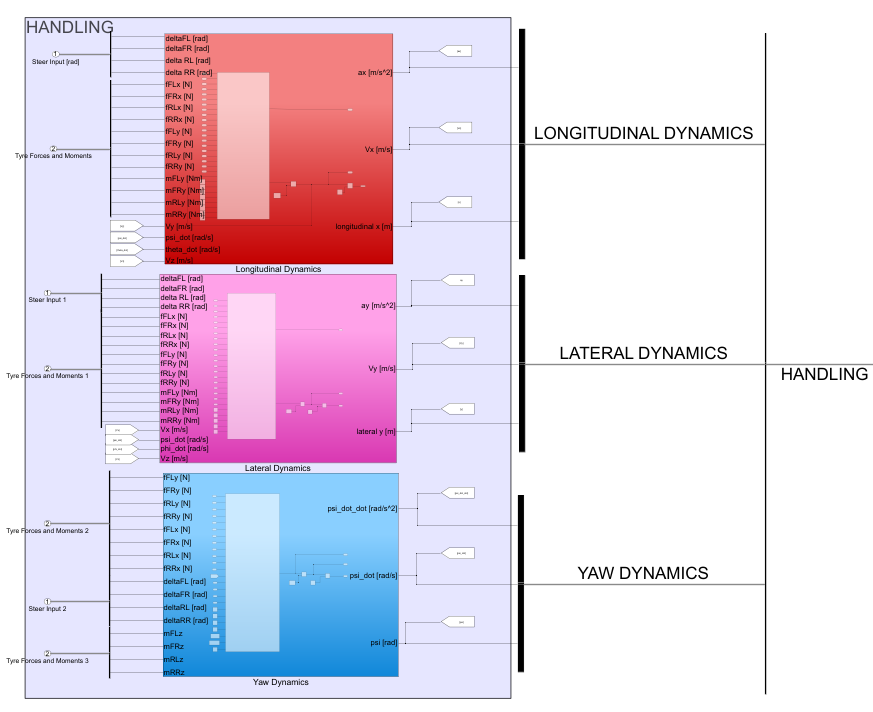 HANDLING
1
Steer Input [rad]
2
Tyre Forces and Moments
deltaFL [rad]
deltaFR [rad]
delta RL [rad]
delta RR [rad]
fFLx [N]
fFRx [N]
fRLx [N]
fRRx [N]
fFLy [N]
fFRy [N]
fRLy [N]
fRRy [N]
mFLy [Nm]
mFRy [Nm]
mRLy [Nm]
mRRy [Nm]
Vy [m/s]
psi_dot [rad/s]
theta_dot [rad/s]
Vz [m/s]
ax [m/s^2]
Vx [m/s]
longitudinal x [m]
Longitudinal Dynamics
LONGITUDINAL DYNAMICS
1
Steer Input 1
2
Tyre Forces and Moments 1
deltaFL [rad]
deltaFR [rad]
delta RL [rad]
delta RR [rad]
fFLx [N]
fFRx [N]
fRLx [N]
fRRx [N]
fFLy [N]
fFRy [N]
fRLy [N]
fRRy [N]
mFLy [Nm]
mFRy [Nm]
mRLy [Nm]
mRRy [Nm]
Vx [m/s]
psi_dot [rad/s]
phi_dot [rad/s]
Vz [m/s]
ay [m/s^2]
Vy [m/s]
lateral y [m]
Lateral Dynamics
LATERAL DYNAMICS
HANDLING
2
Tyre Forces and Moments 2
1
Steer Input 2
2
Tyre Forces and Moments 3
fFLy [N]
fFRy [N]
fRLy [N]
fRRy [N]
fFLx [N]
fFRx [N]
fRLx [N]
fRRx [N]
deltaFL [rad]
deltaFR [rad]
deltaRL [rad]
deltaRR [rad]
mFLz
mFRz
mRLz
mRRz
psi_dot_dot [rad/s^2]
psi_dot [rad/s]
psi [rad]
Yaw Dynamics
YAW DYNAMICS